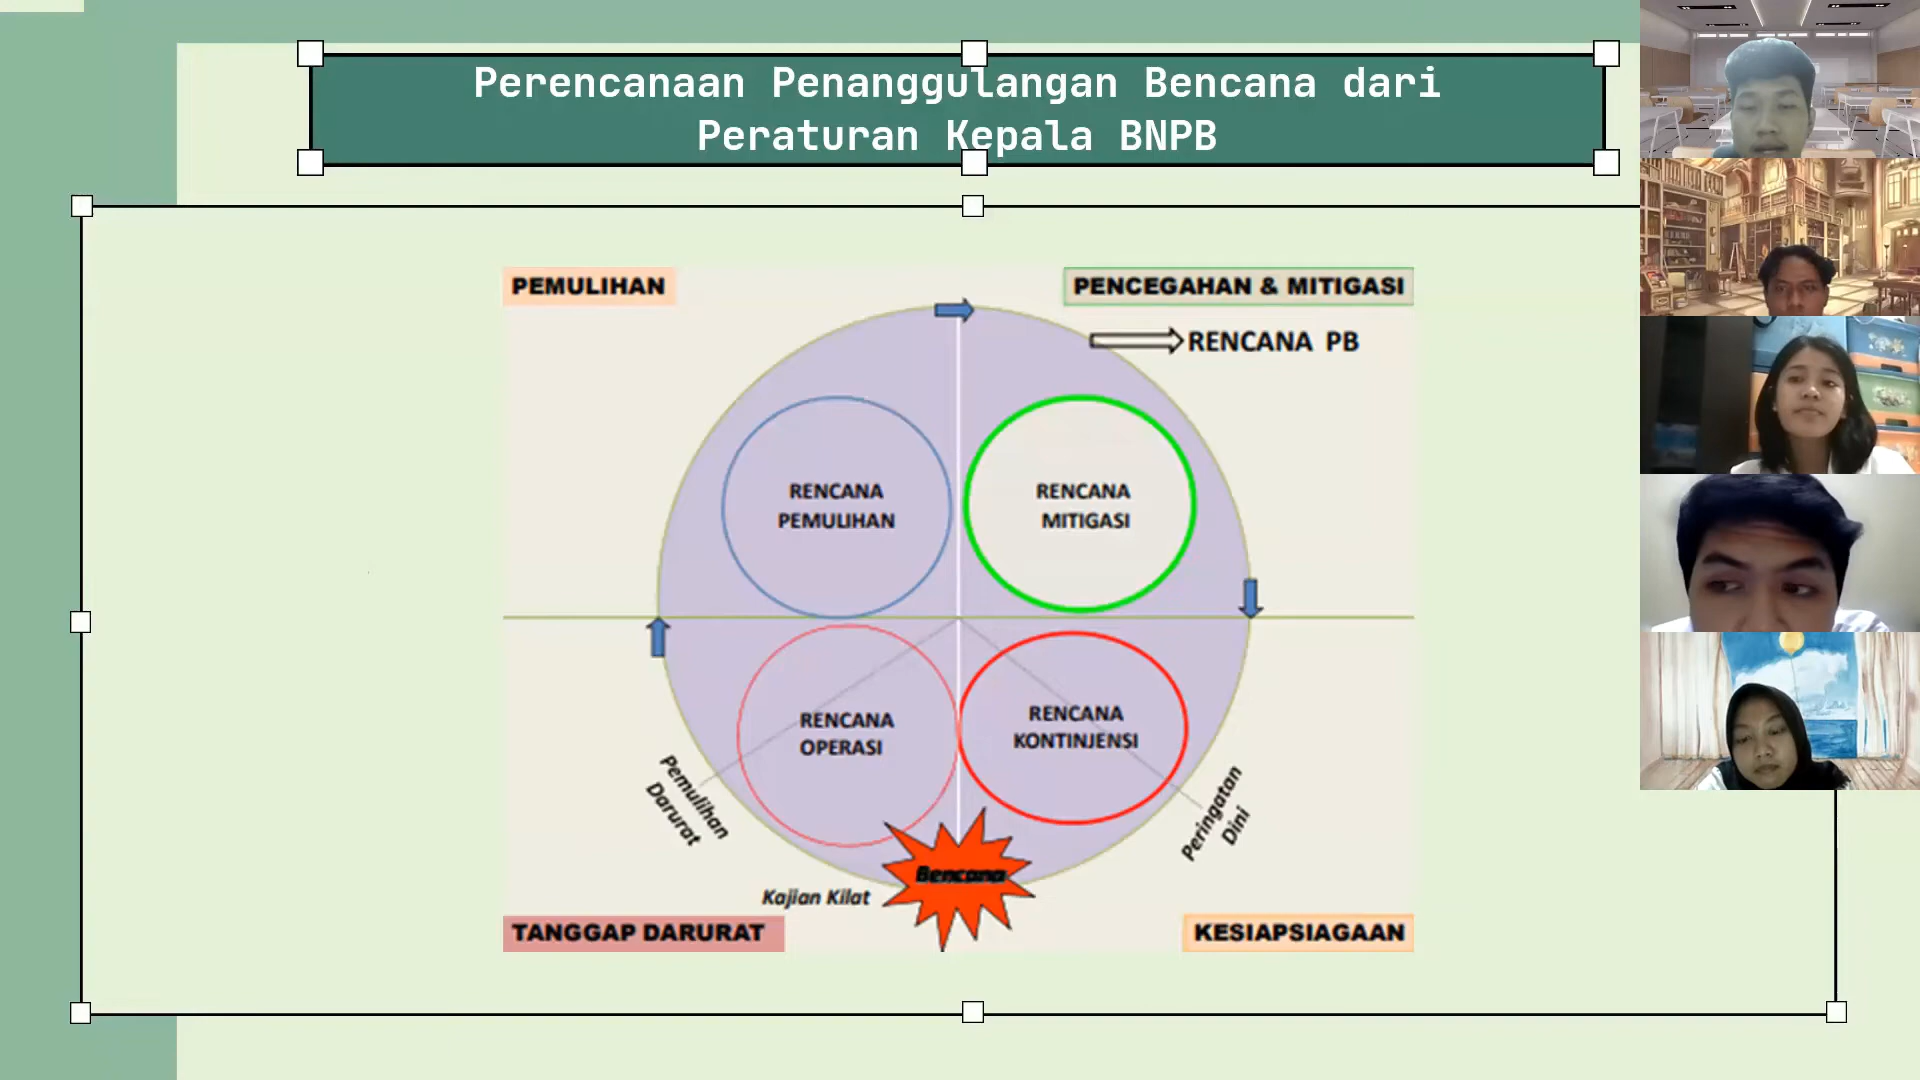 Perencanaan Penanggulangan Bencana dari
Peraturan Kepala BNPB
PEMULIHAN
PENCEGAHAN & MITIGASI
RENCANA PB
RENCANA
PEMULIHAN
RENCANA
MITIGASI
RENCANA
OPERASI
RENCANA
KONTINJENSI
Pemulihan
Darurat
Peringatan
Dini
Bencana
Kajian Kilat
TANGGAP DARURAT
KESIAPSIAGAAN